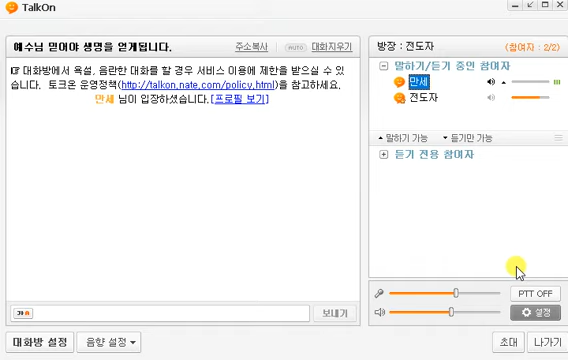 TalkOn
예수님 믿어야 생명을 얻게됩니다.
주소복사
AUTO
대화지우기
☞ 대화방에서 욕설, 음란한 대화를 할 경우 서비스 이용에 제한을 받으실 수 있
습니다. 토크온 운영정책(http://talkon.nate.com/policy.html)을 참고하세요.
만세 님이 입장하셨습니다.[프로필 보기]
가
보내기
대화방 설정
음향 설정
방장 : 전도자
(참여자 : 2/2)
말하기/듣기 중인 참여자
만세
전도자
말하기 가능
듣기만 가능
듣기 전용 참여자
PTT OFF
설정
초대
나가기